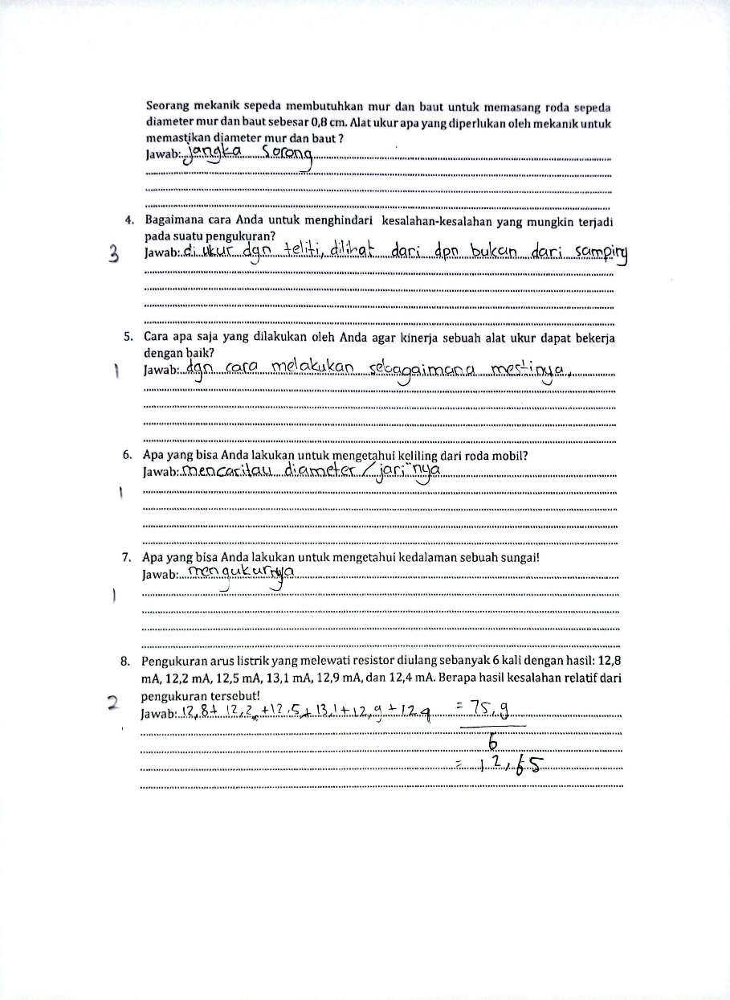 Seorang mekanik sepeda membutuhkan mur dan baut untuk memasang roda sepeda
diameter mur dan baut sebesar 0,8 cm. Alat ukur apa yang diperlukan oleh mekanik untuk
memastikan diameter mur dan baut ?
Jawab: jangka Sorong
4. Bagaimana cara Anda untuk menghindari kesalahan-kesalahan yang mungkin terjadi
pada suatu pengukuran?
3 Jawab: di ukur dgn teliti, dilihat dari dpn bukan dari samping
5. Cara apa saja yang dilakukan oleh Anda agar kinerja sebuah alat ukur dapat bekerja
dengan baik?
1 Jawab: dgn cara melakukan sebagaimana mestinya.
6. Apa yang bisa Anda lakukan untuk mengetahui keliling dari roda mobil?
Jawab: mencaritau diameter / jari"nya
1
7. Apa yang bisa Anda lakukan untuk mengetahui kedalaman sebuah sungai!
Jawab: mengukurnya
1
8. Pengukuran arus listrik yang melewati resistor diulang sebanyak 6 kali dengan hasil: 12,8
mA, 12,2 mA, 12,5 mA, 13,1 mA, 12,9 mA, dan 12,4 mA. Berapa hasil kesalahan relatif dari
2 pengukuran tersebut!
Jawab: 12,8 + 12,2 + 12,5 + 13,1 + 12,9 + 12,4 = 75,9
6
= 12,65